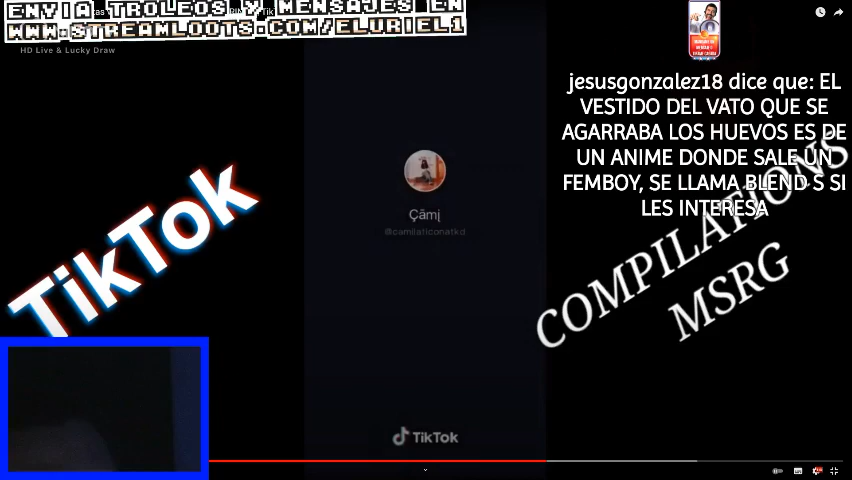 ENVIA TROLEOS Y MENSAJES EN
WWW.STREAMLOOTS.COM/ELURIEL1
HD Live & Lucky Draw
jesusgonzalez18 dice que: EL
VESTIDO DEL VATO QUE SE
AGARRABA LOS HUEVOS ES DE
UN ANIME DONDE SALE UN
FEMBOY, SE LLAMA BLEND S SI
LES INTERESA
Çāmį
@camilaticonatkd
TikTok
COMPILATIONS
MSRG
TikTok